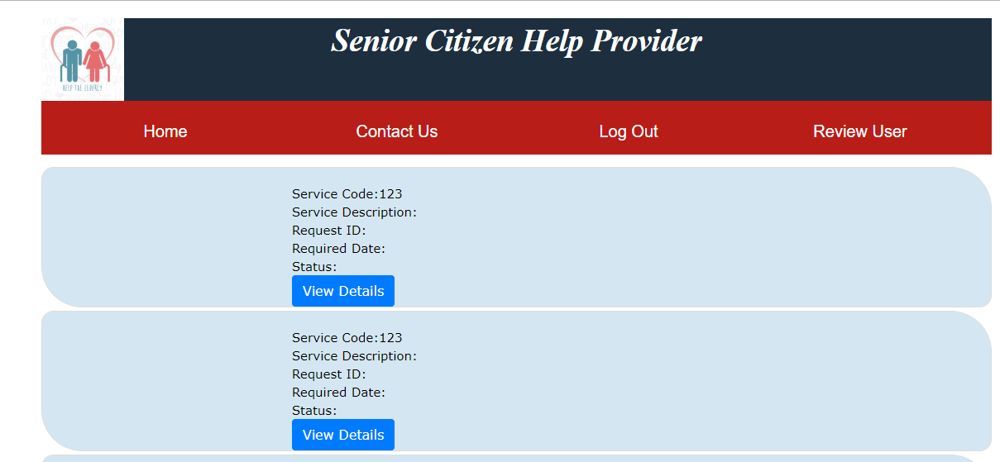 HELP THE ELDERLY
Senior Citizen Help Provider
Home Contact Us Log Out Review User
Service Code:123
Service Description:
Request ID:
Required Date:
Status:
View Details
Service Code:123
Service Description:
Request ID:
Required Date:
Status:
View Details